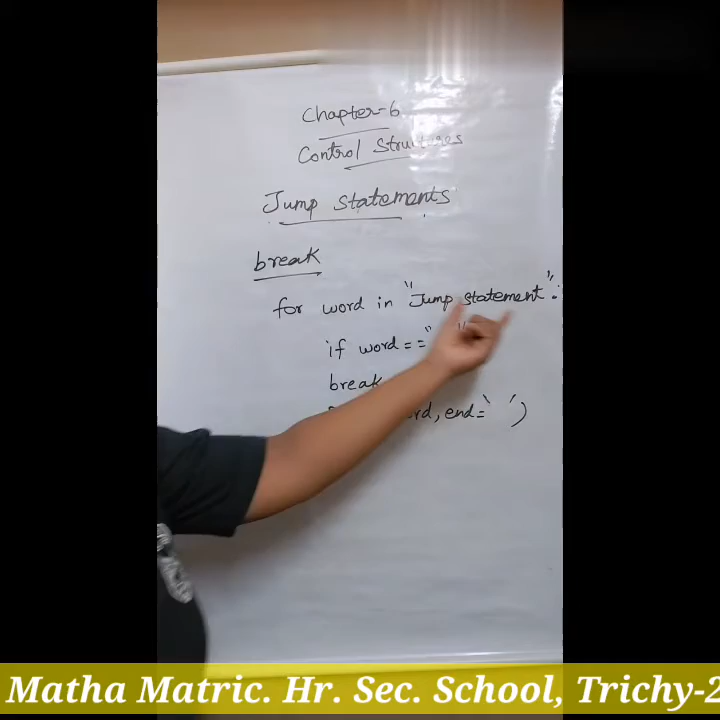 Chapter-6
Control Structures
Jump Statements
break
for word in "Jump statement":
if word=="
break
rd, end=' ')
Matha Matric. Hr. Sec. School, Trichy-2